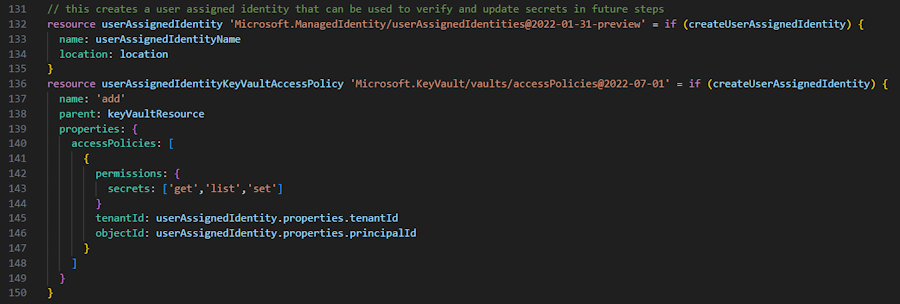 131 // this creates a user assigned identity that can be used to verify and update secrets in future steps
132 resource userAssignedIdentity 'Microsoft.ManagedIdentity/userAssignedIdentities@2022-01-31-preview' = if (createUserAssignedIdentity) {
133   name: userAssignedIdentityName
134   location: location
135 }
136 resource userAssignedIdentityKeyVaultAccessPolicy 'Microsoft.KeyVault/vaults/accessPolicies@2022-07-01' = if (createUserAssignedIdentity) {
137   name: 'add'
138   parent: keyVaultResource
139   properties: {
140     accessPolicies: [
141       {
142         permissions: {
143           secrets: ['get','list','set']
144         }
145         tenantId: userAssignedIdentity.properties.tenantId
146         objectId: userAssignedIdentity.properties.principalId
147       }
148     ]
149   }
150 }